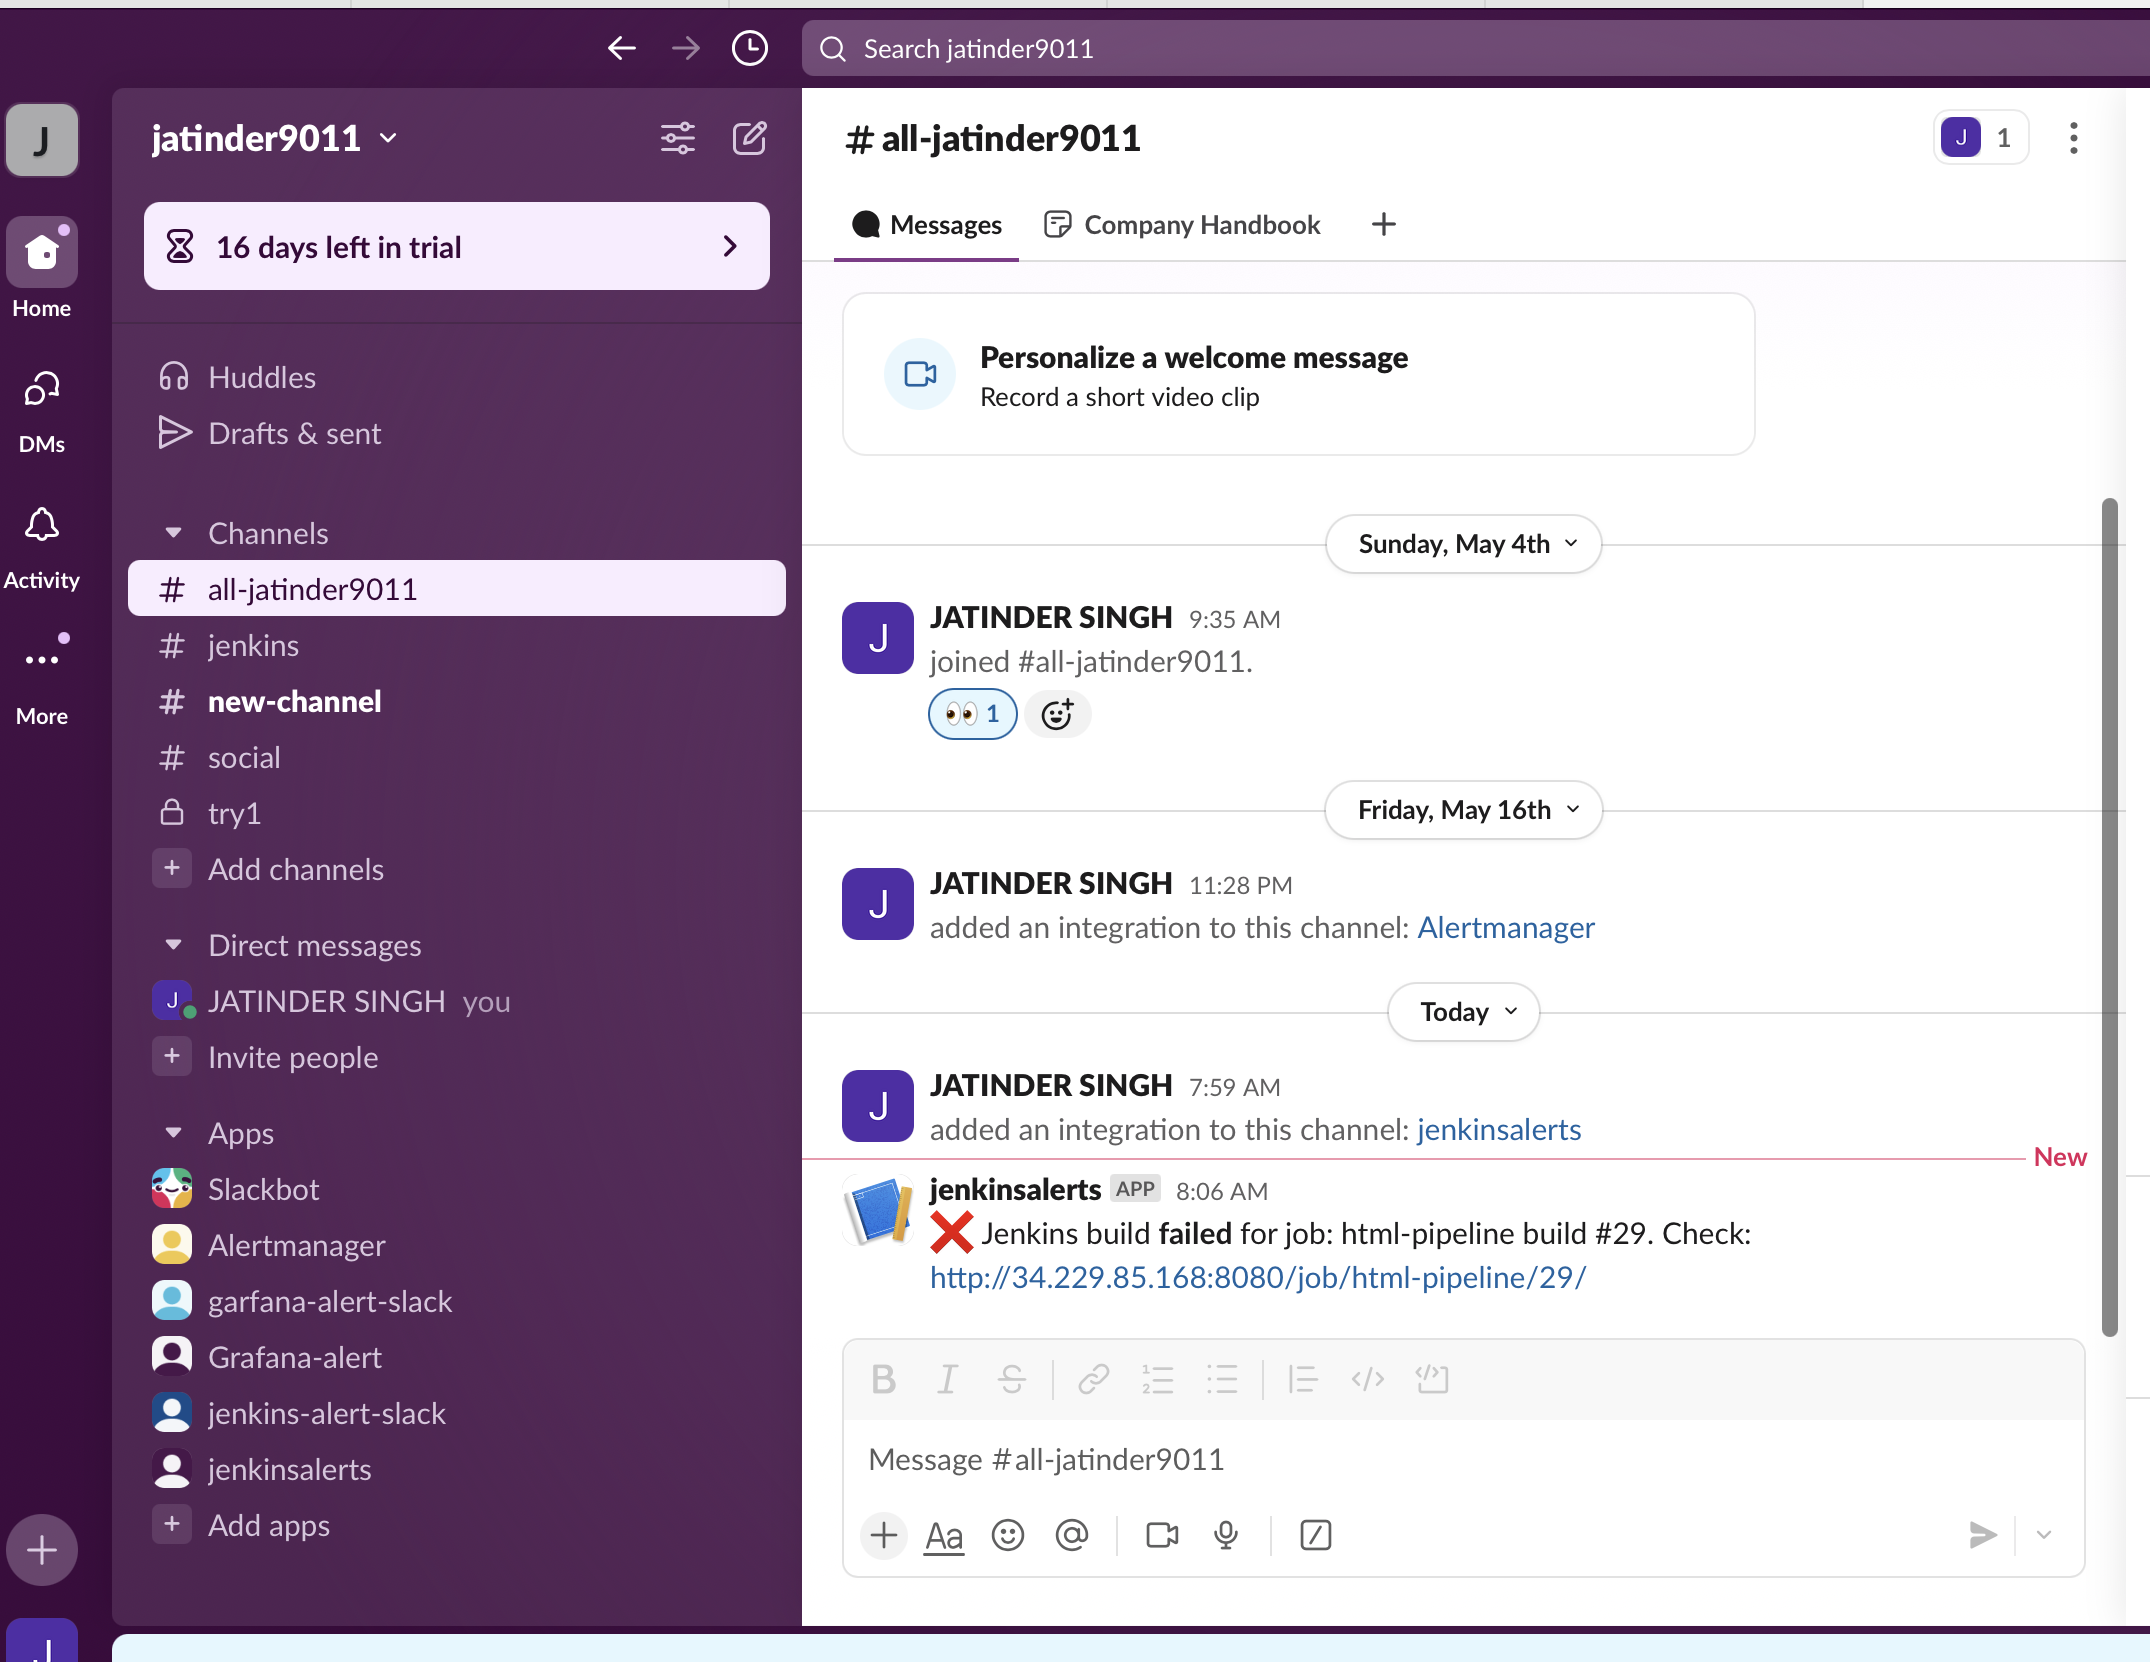 Search jatinder9011
J
Home
DMs
Activity
More
J
jatinder9011
16 days left in trial
Huddles
Drafts & sent
Channels
# all-jatinder9011
# jenkins
# new-channel
# social
try1
+ Add channels
Direct messages
J JATINDER SINGH you
+ Invite people
Apps
Slackbot
Alertmanager
garfana-alert-slack
Grafana-alert
jenkins-alert-slack
jenkinsalerts
+ Add apps
# all-jatinder9011
J 1
Messages Company Handbook +
Personalize a welcome message
Record a short video clip
Sunday, May 4th
J JATINDER SINGH 9:35 AM
joined #all-jatinder9011.
👀 1
Friday, May 16th
J JATINDER SINGH 11:28 PM
added an integration to this channel: Alertmanager
Today
J JATINDER SINGH 7:59 AM
added an integration to this channel: jenkinsalerts
New
jenkinsalerts APP 8:06 AM
❌ Jenkins build failed for job: html-pipeline build #29. Check:
http://34.229.85.168:8080/job/html-pipeline/29/
B I S
Message #all-jatinder9011
+ Aa @